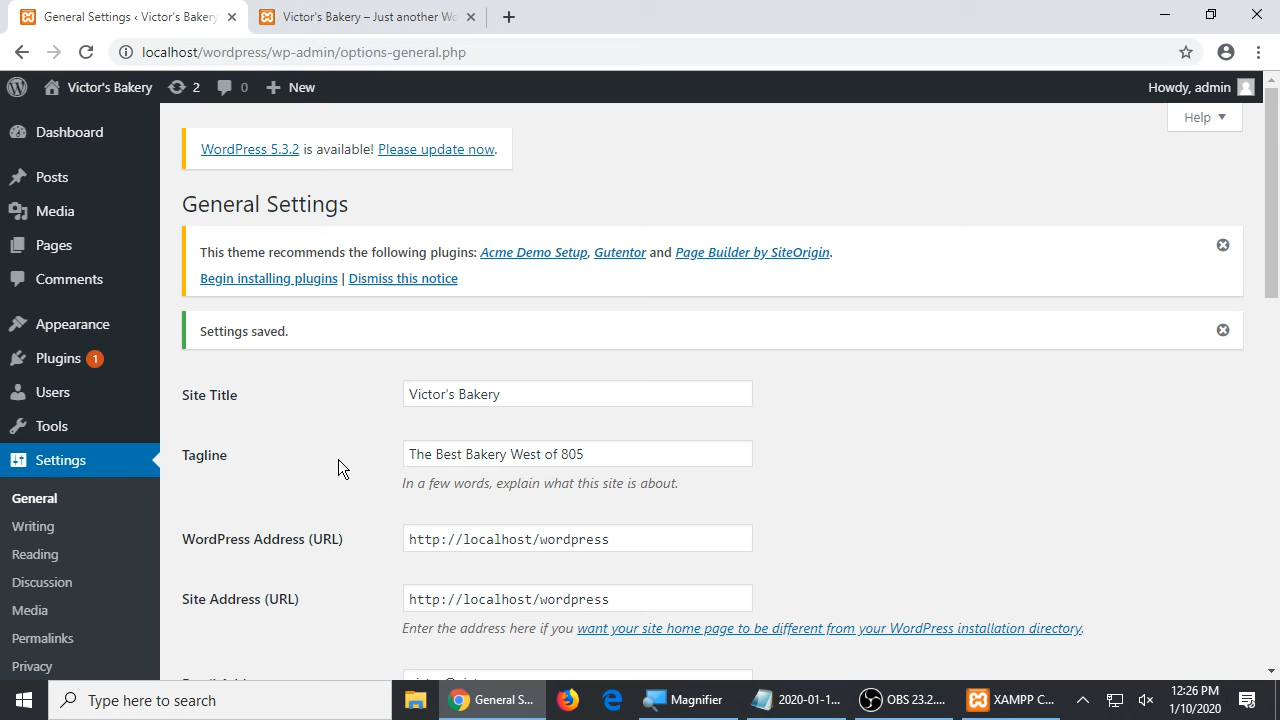 General Settings ‹ Victor's Bakery
Victor's Bakery – Just another Wo
localhost/wordpress/wp-admin/options-general.php
Victor's Bakery 2 0 New Howdy, admin
Help
Dashboard
Posts
Media
Pages
Comments
Appearance
Plugins 1
Users
Tools
Settings
General
Writing
Reading
Discussion
Media
Permalinks
Privacy
WordPress 5.3.2 is available! Please update now.
General Settings
This theme recommends the following plugins: Acme Demo Setup, Gutentor and Page Builder by SiteOrigin.
Begin installing plugins | Dismiss this notice
Settings saved.
Site Title Victor's Bakery
Tagline The Best Bakery West of 805
In a few words, explain what this site is about.
WordPress Address (URL) http://localhost/wordpress
Site Address (URL) http://localhost/wordpress
Enter the address here if you want your site home page to be different from your WordPress installation directory.
Type here to search
General S...
Magnifier
2020-01-1...
OBS 23.2....
XAMPP C...
12:26 PM
1/10/2020